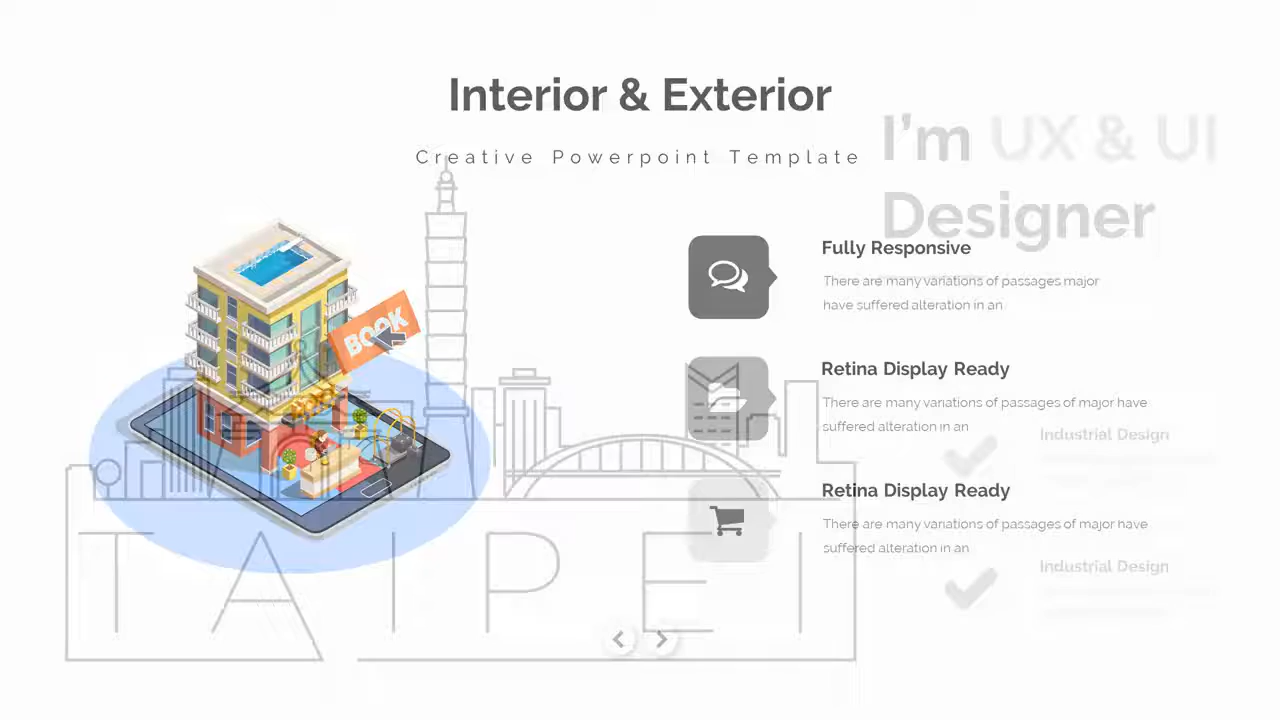 Interior & Exterior
Creative Powerpoint Template
I'm UX & UI
Designer
Fully Responsive
There are many variations of passages major
have suffered alteration in an
BOOK
Retina Display Ready
There are many variations of passages of major have
suffered alteration in an
Industrial Design
Retina Display Ready
There are many variations of passages of major have
suffered alteration in an
Industrial Design
TAIPEI